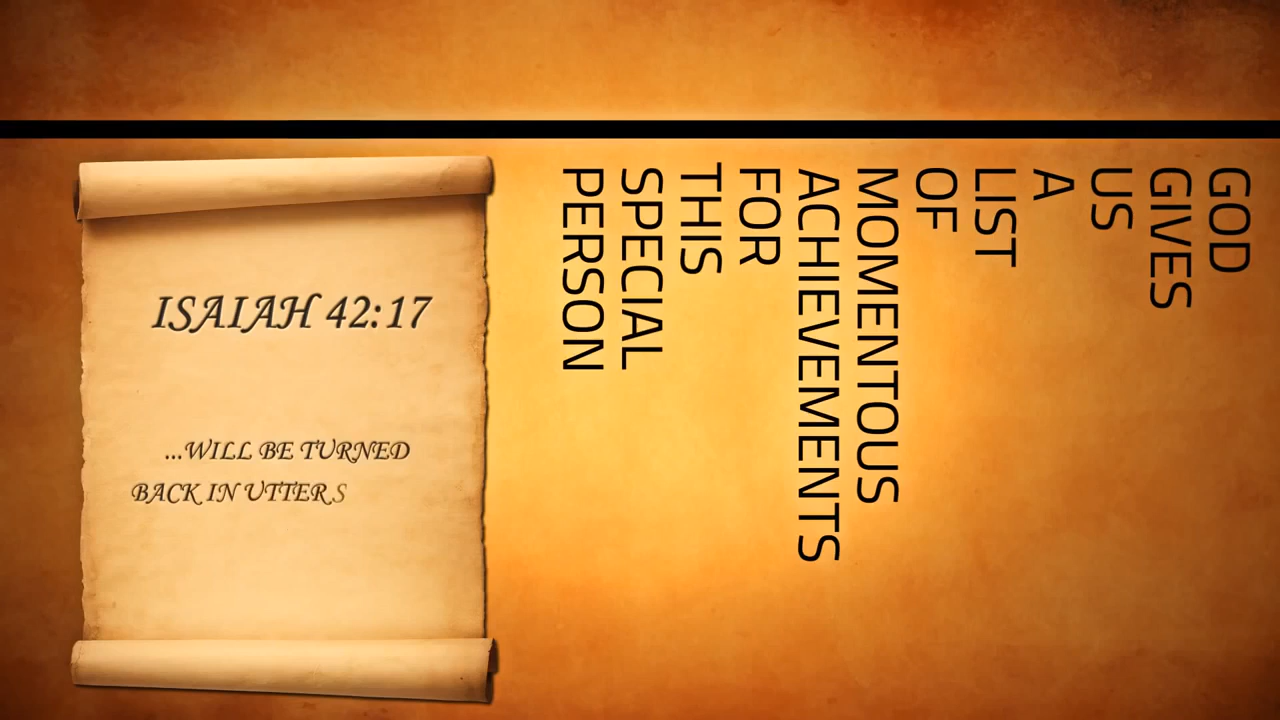 ISAIAH 42:17
...WILL BE TURNED
BACK IN UTTER S
GOD
GIVES
US
A
LIST
OF
MOMENTOUS
ACHIEVEMENTS
FOR
THIS
SPECIAL
PERSON